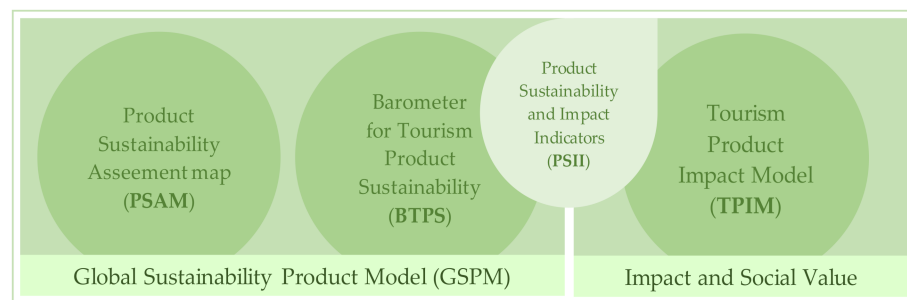 Product
Sustainability
Asseement map
(PSAM)
Barometer
for Tourism
Product
Sustainability
(BTPS)
Product
Sustainability
and Impact
Indicators
(PSII)
Tourism
Product
Impact Model
(TPIM)
Global Sustainability Product Model (GSPM)
Impact and Social Value